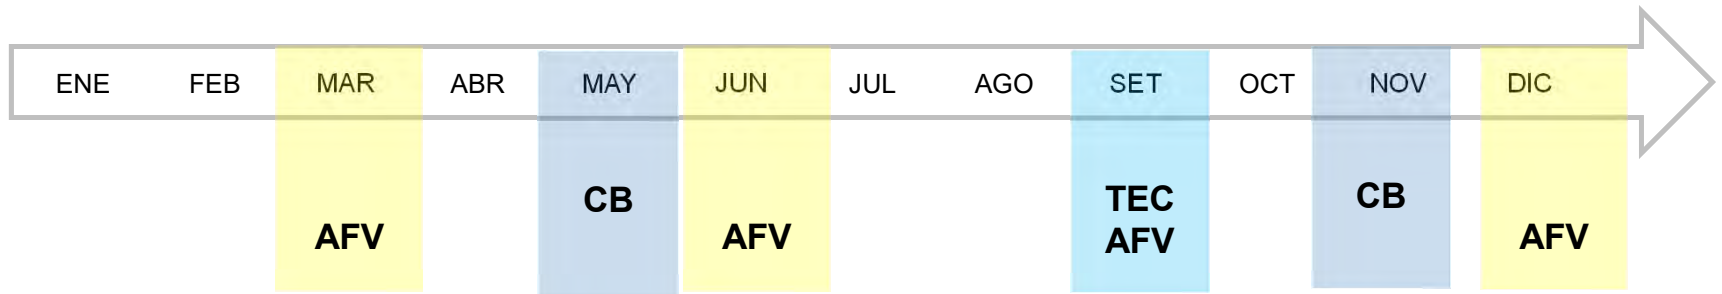 ENE FEB MAR ABR MAY JUN JUL AGO SET OCT NOV DIC
CB TEC CB
AFV AFV AFV AFV